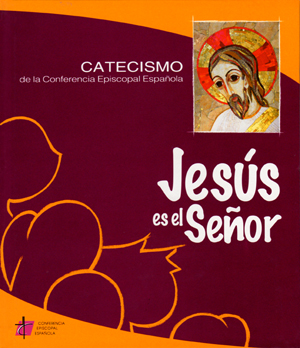 CATECISMO
de la Conferencia Episcopal Española
Jesús
es el Señor
CONFERENCIA
EPISCOPAL
ESPAÑOLA